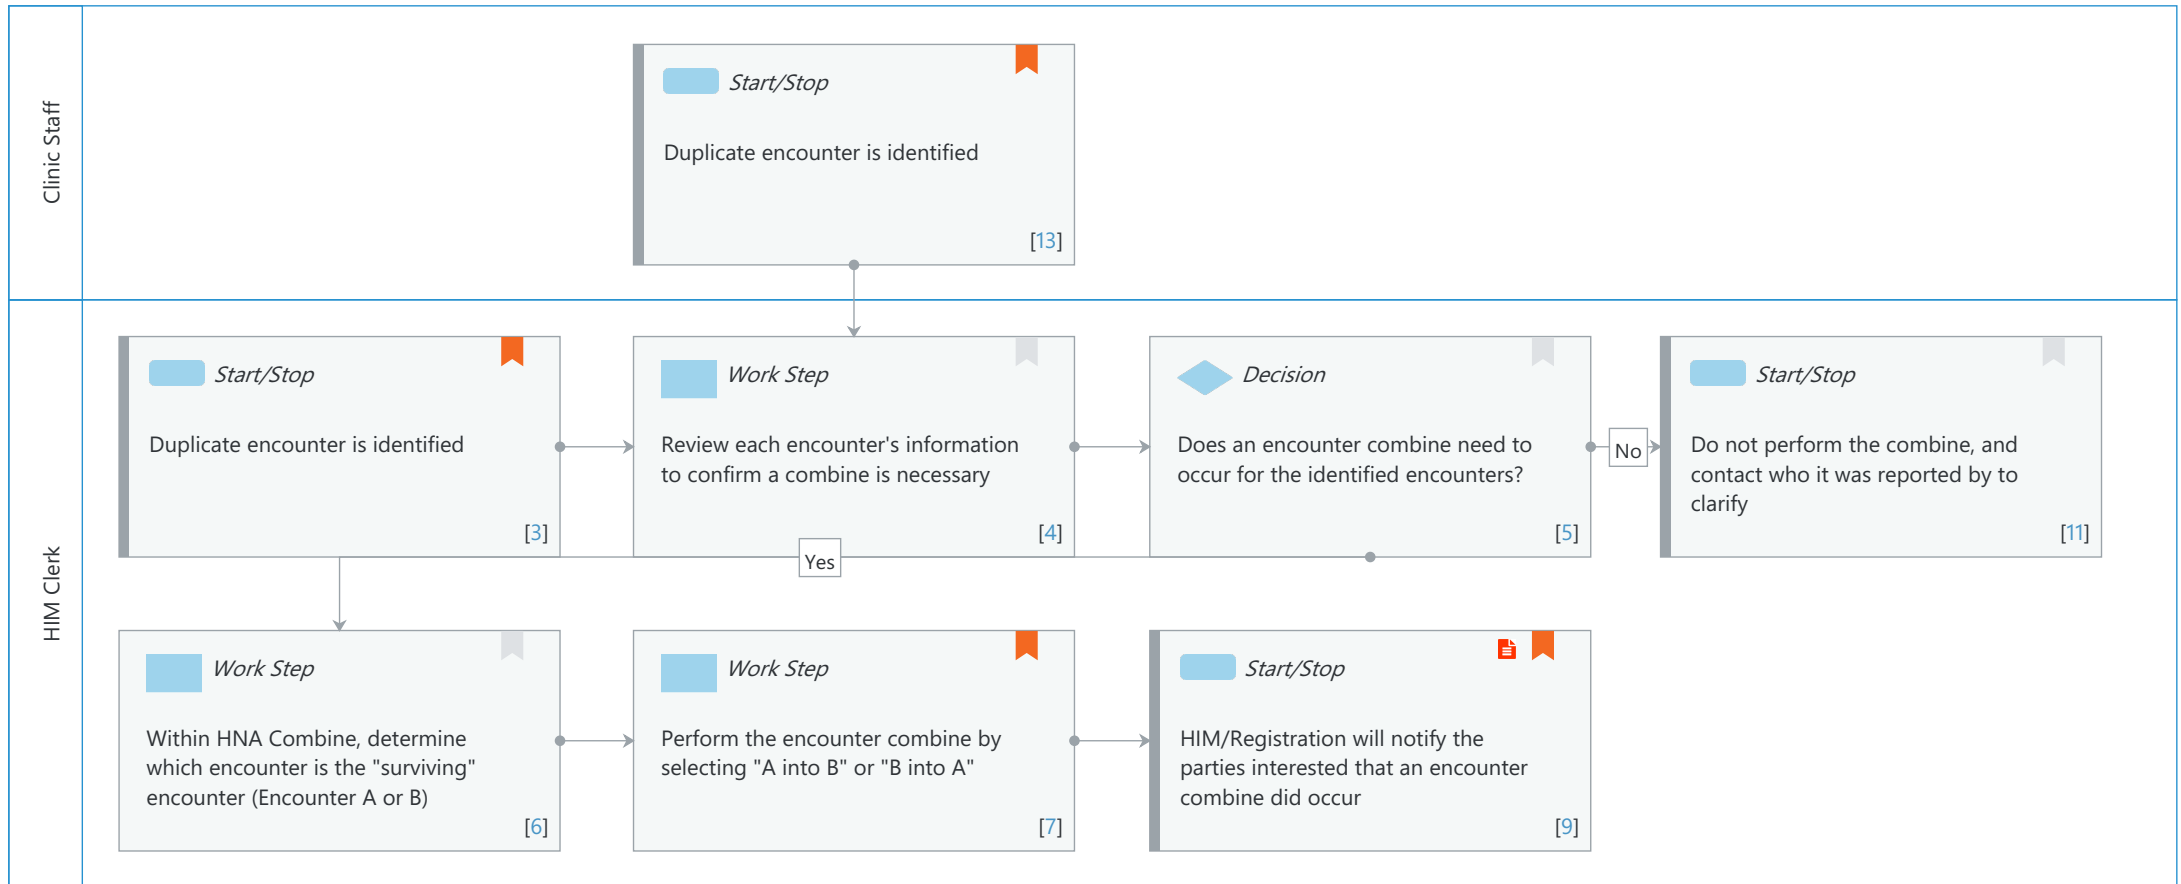 Clinic Staff
Start/Stop
Duplicate encounter is identified
[13]
HIM Clerk
Start/Stop
Duplicate encounter is identified
[3]
Work Step
Review each encounter's information
to confirm a combine is necessary
[4]
Decision
Does an encounter combine need to
occur for the identified encounters?
[5]
No
Start/Stop
Do not perform the combine, and
contact who it was reported by to
clarify
[11]
Yes
Work Step
Within HNA Combine, determine
which encounter is the "surviving"
encounter (Encounter A or B)
[6]
Work Step
Perform the encounter combine by
selecting "A into B" or "B into A"
[7]
Start/Stop
HIM/Registration will notify the
parties interested that an encounter
combine did occur
[9]